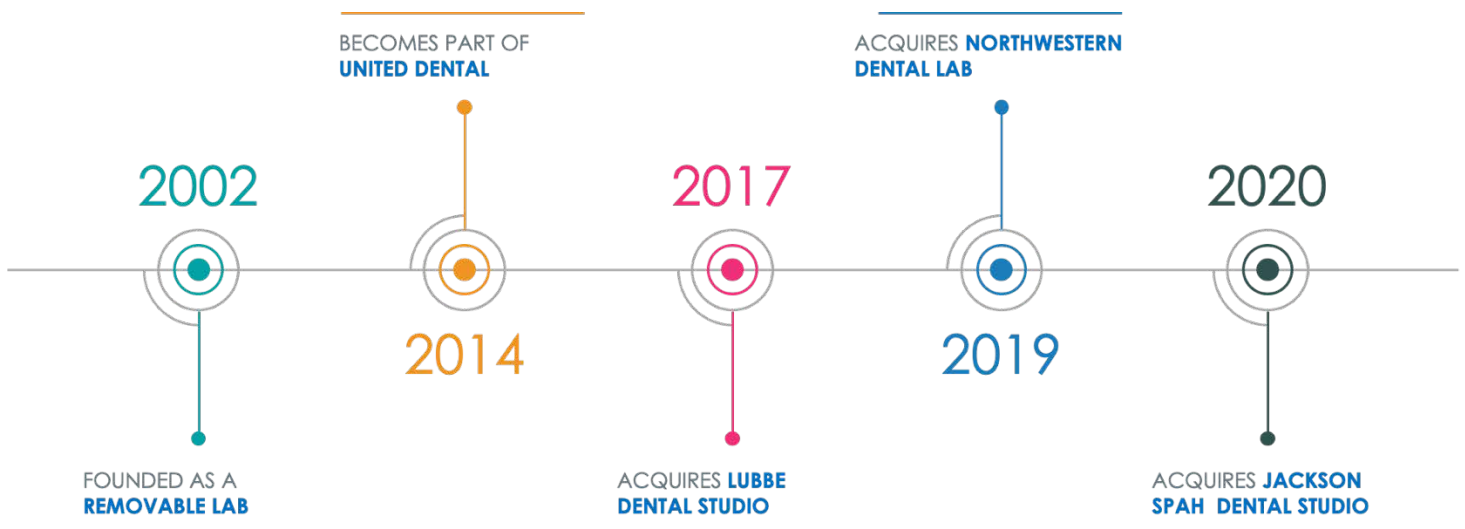 BECOMES PART OF
UNITED DENTAL
ACQUIRES NORTHWESTERN
DENTAL LAB
2002
2017
2020
2014
2019
FOUNDED AS A
REMOVABLE LAB
ACQUIRES LUBBE
DENTAL STUDIO
ACQUIRES JACKSON
SPAH DENTAL STUDIO